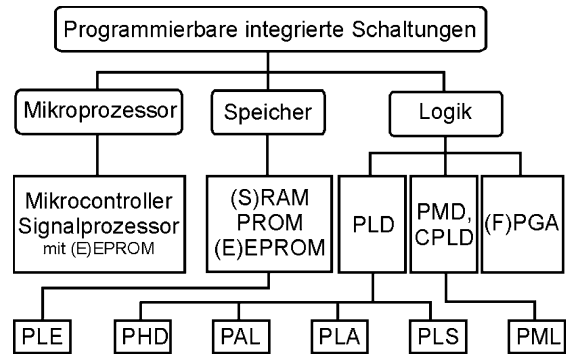 Programmierbare integrierte Schaltungen
Mikroprozessor
Speicher
Logik
Mikrocontroller
Signalprozessor
mit (E)EPROM
(S)RAM
PROM
(E)EPROM
PLD
PMD,
CPLD
(F)PGA
PLE
PHD
PAL
PLA
PLS
PML